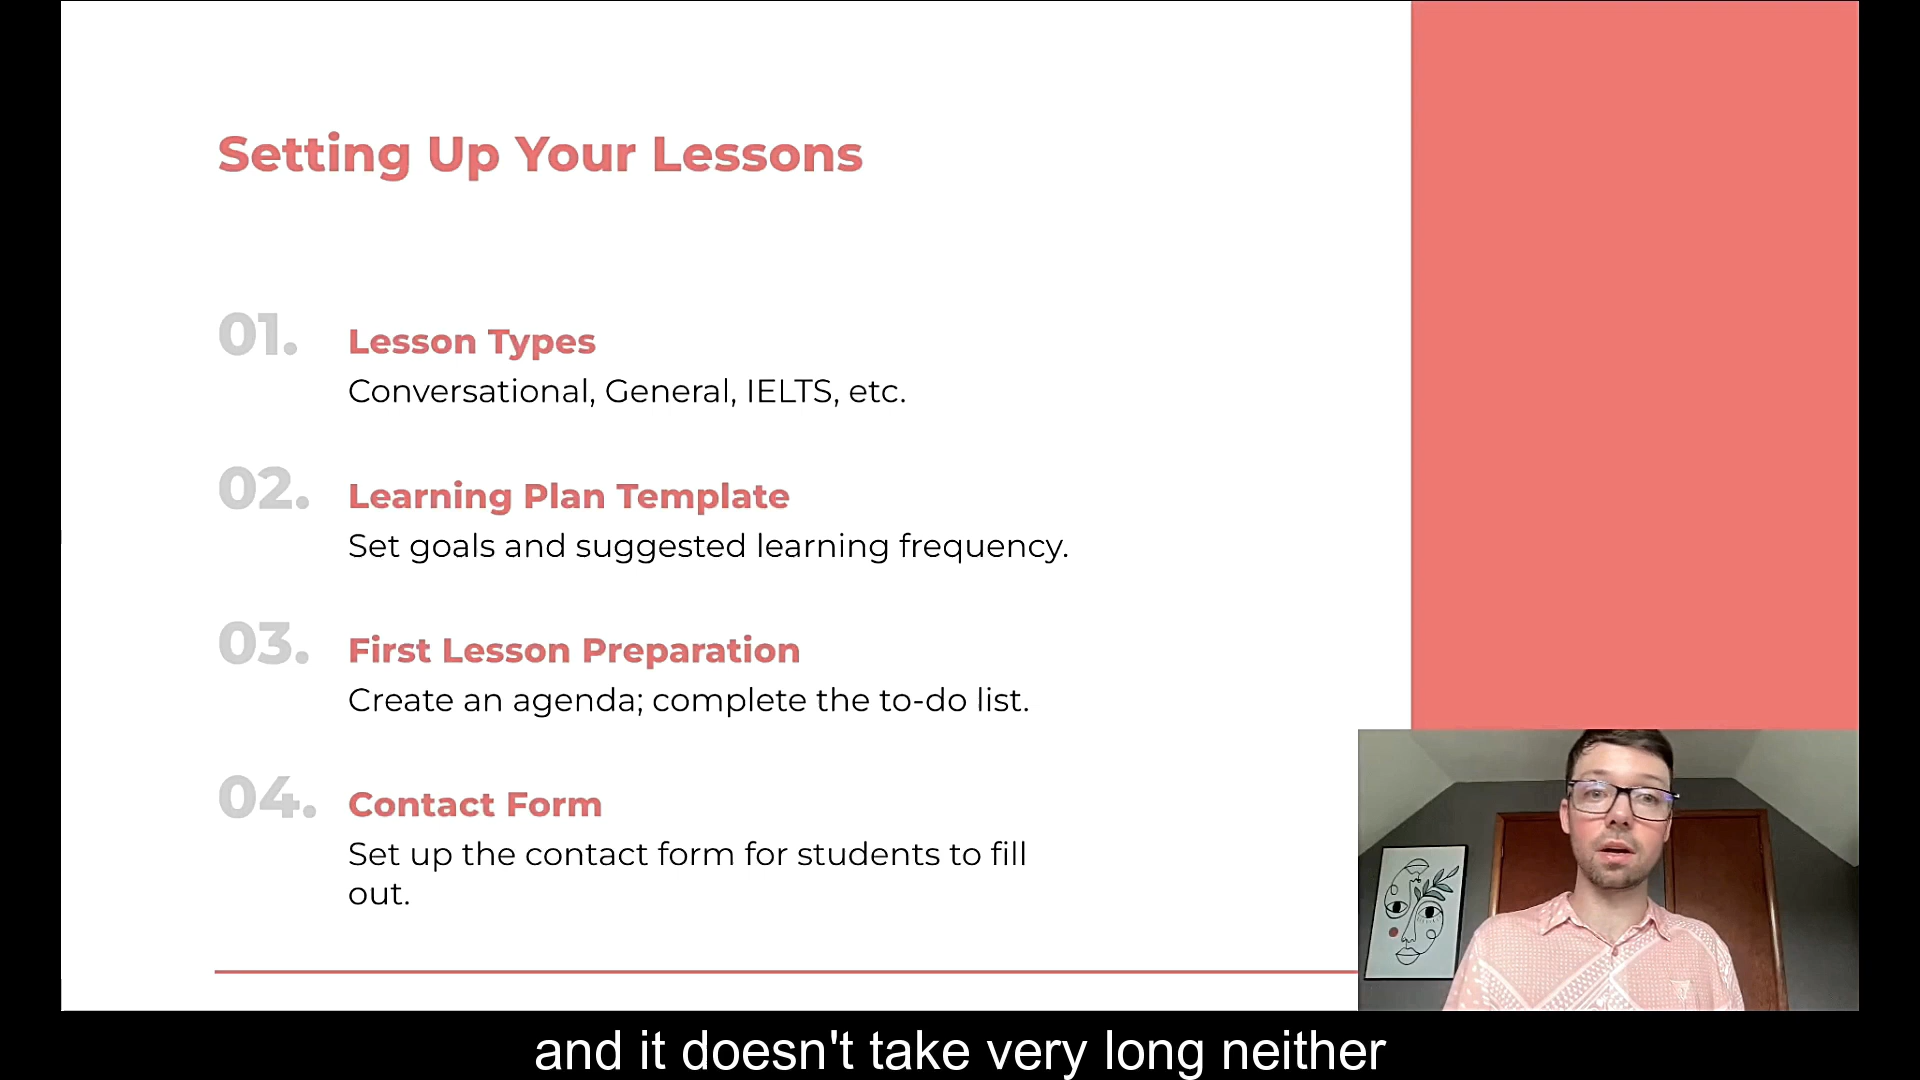 Setting Up Your Lessons
01.
Lesson Types
Conversational, General, IELTS, etc.
02.
Learning Plan Template
Set goals and suggested learning frequency.
03.
First Lesson Preparation
Create an agenda; complete the to-do list.
04.
Contact Form
Set up the contact form for students to fill
out.
and it doesn't take very long neither